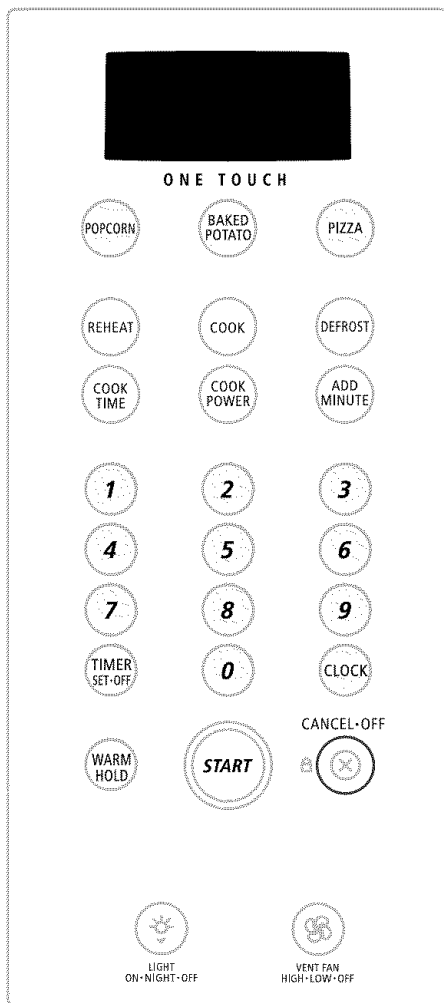 ONE TOUCH
POPCORN
BAKED
POTATO
PIZZA
REHEAT
COOK
DEFROST
COOK
TIME
COOK
POWER
ADD
MINUTE
1
2
3
4
5
6
7
8
9
TIMER
SET•OFF
0
CLOCK
CANCEL•OFF
WARM
HOLD
START
LIGHT
ON•NIGHT•OFF
VENT FAN
HIGH•LOW•OFF